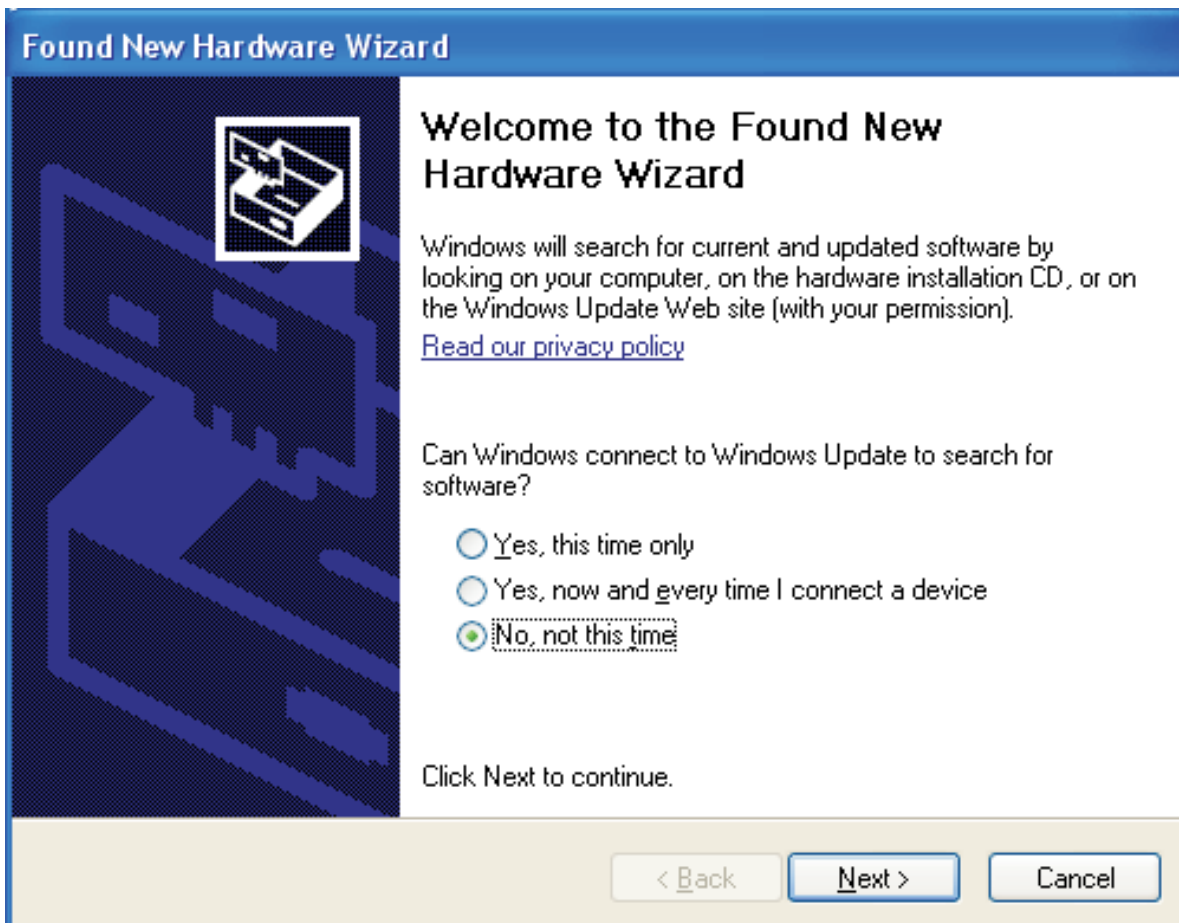 Found New Hardware Wizard
Welcome to the Found New
Hardware Wizard
Windows will search for current and updated software by
looking on your computer, on the hardware installation CD, or on
the Windows Update Web site (with your permission).
Read our privacy policy
Can Windows connect to Windows Update to search for
software?
Yes, this time only
Yes, now and every time I connect a device
No, not this time
Click Next to continue.
< Back
Next >
Cancel